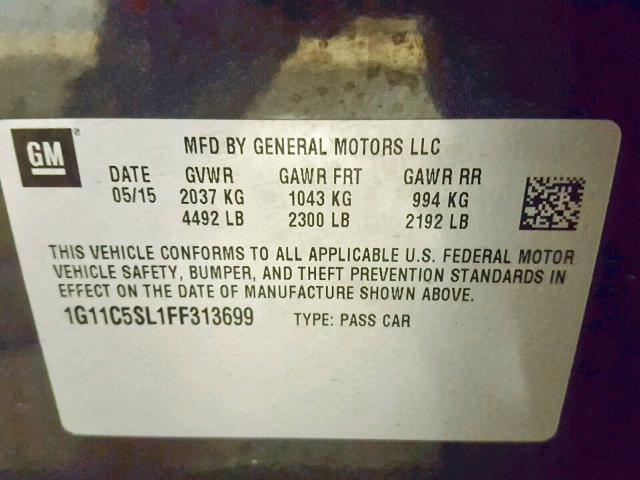 GM ®
MFD BY GENERAL MOTORS LLC
DATE GVWR GAWR FRT GAWR RR
05/15 2037 KG 1043 KG 994 KG
4492 LB 2300 LB 2192 LB
THIS VEHICLE CONFORMS TO ALL APPLICABLE U.S. FEDERAL MOTOR
VEHICLE SAFETY, BUMPER, AND THEFT PREVENTION STANDARDS IN
EFFECT ON THE DATE OF MANUFACTURE SHOWN ABOVE.
1G11C5SL1FF313699 TYPE: PASS CAR